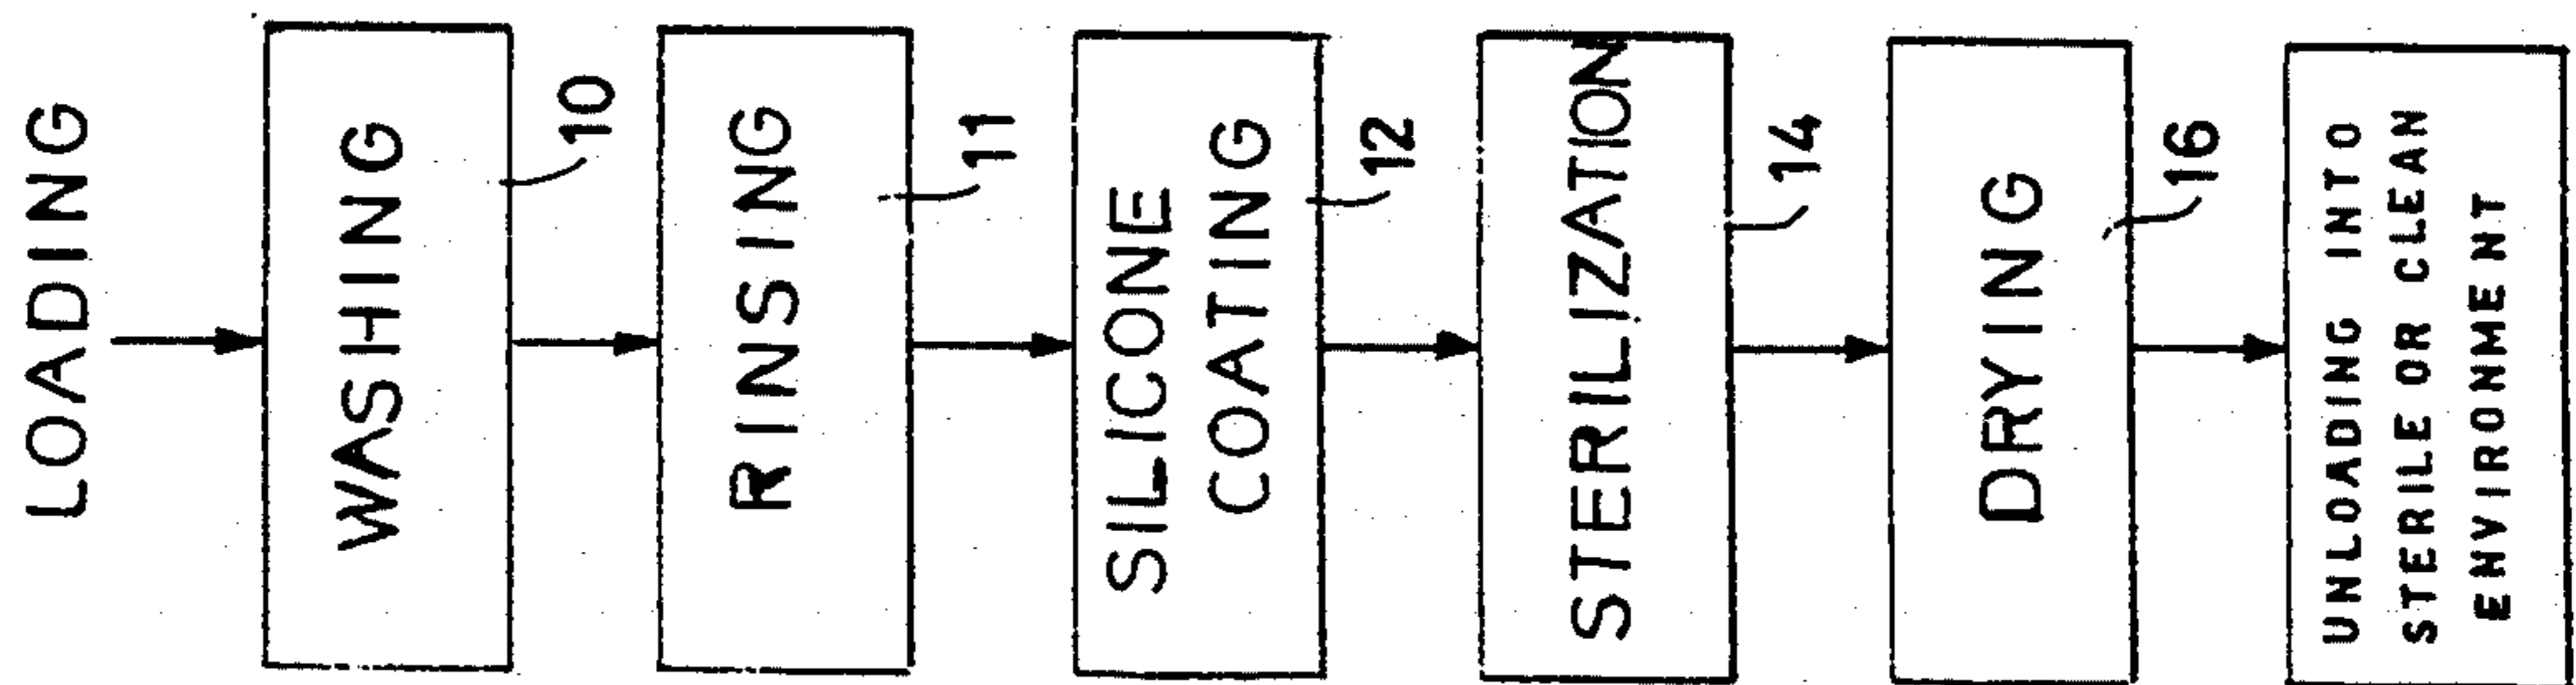 LOADING
WASHING
10
RINSING
11
SILICONE
COATING
12
STERILIZATION
14
DRYING
16
UNLOADING INTO
STERILE OR CLEAN
ENVIRONMENT